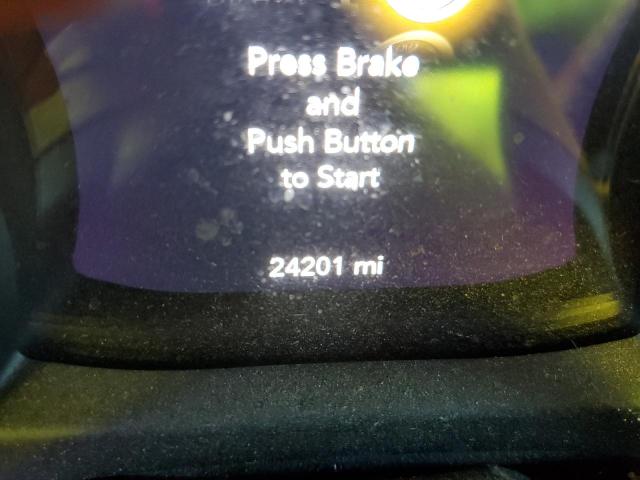 Press Brake
and
Push Button
to Start
24201 mi